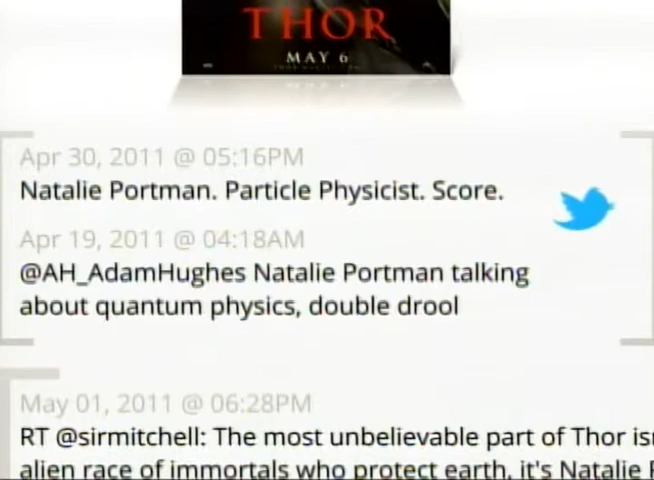 THOR
MAY 6
Apr 30, 2011 @ 05:16PM
Natalie Portman. Particle Physicist. Score.
Apr 19, 2011 @ 04:18AM
@AH_AdamHughes Natalie Portman talking
about quantum physics, double drool
May 01, 2011 @ 06:28PM
RT @sirmitchell: The most unbelievable part of Thor
alien race of immortals who protect earth, it's Natalie